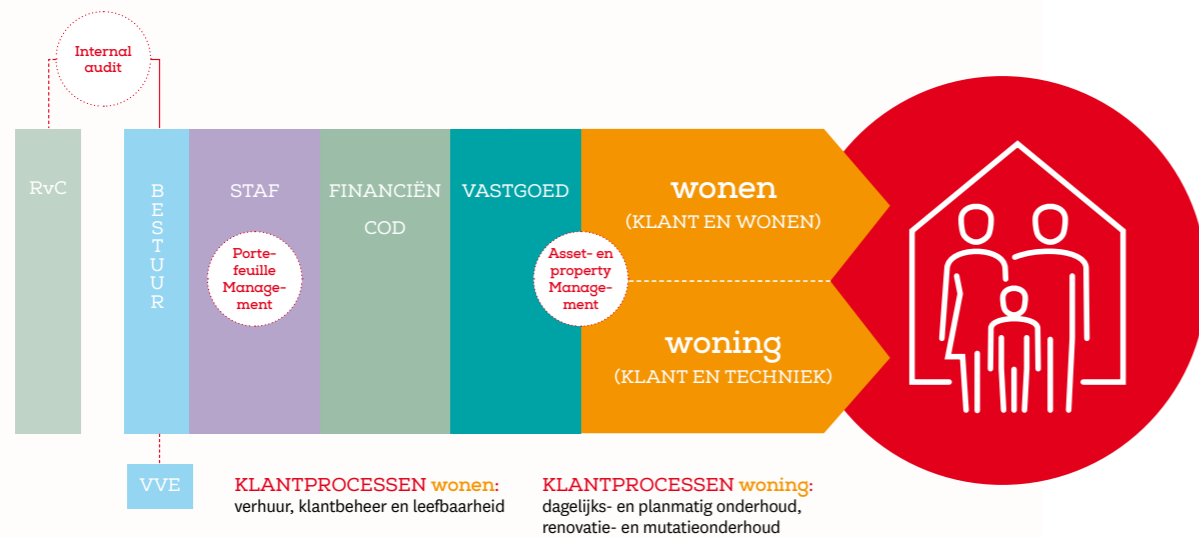 Internal
audit
RvC
BESTUUR
STAF
Porte-
feuille
Manage-
ment
FINANCIËN
COD
VASTGOED
Asset- en
property
Manage-
ment
wonen
(KLANT EN WONEN)
woning
(KLANT EN TECHNIEK)
VVE
KLANTPROCESSEN wonen:
verhuur, klantbeheer en leefbaarheid
KLANTPROCESSEN woning:
dagelijks- en planmatig onderhoud,
renovatie- en mutatieonderhoud